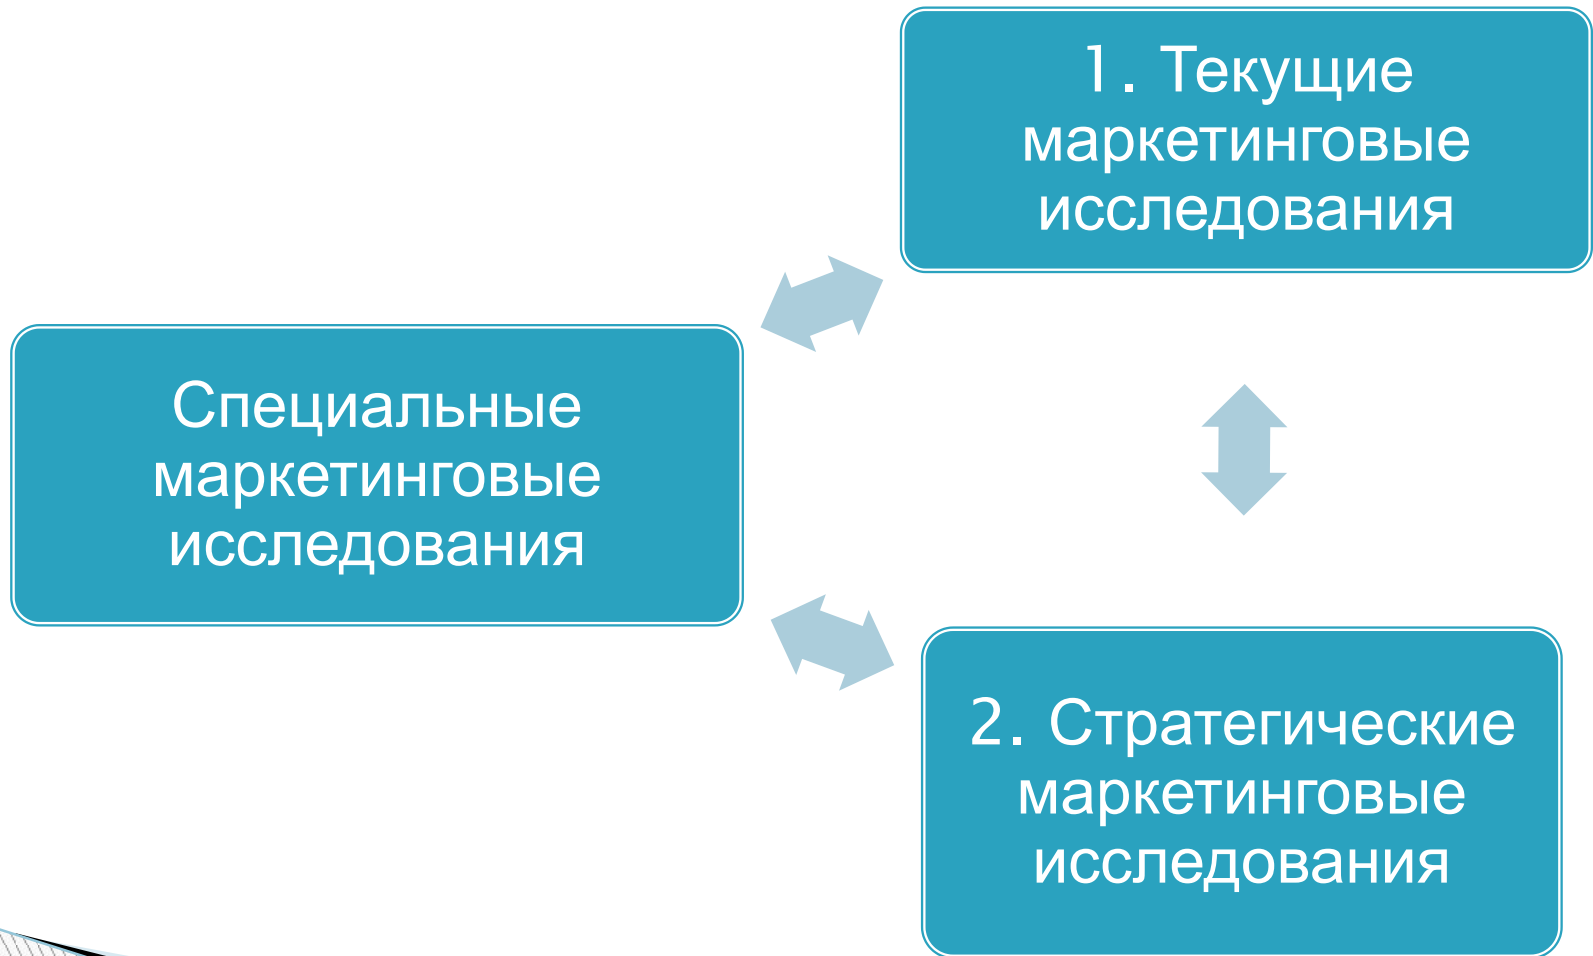 1. Текущие
маркетинговые
исследования
Специальные
маркетинговые
исследования
2. Стратегические
маркетинговые
исследования